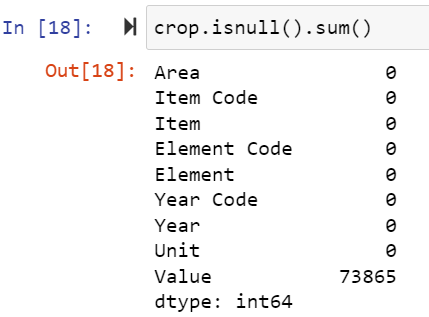 In [18]: crop.isnull().sum()
Out[18]: Area 0
Item Code 0
Item 0
Element Code 0
Element 0
Year Code 0
Year 0
Unit 0
Value 73865
dtype: int64